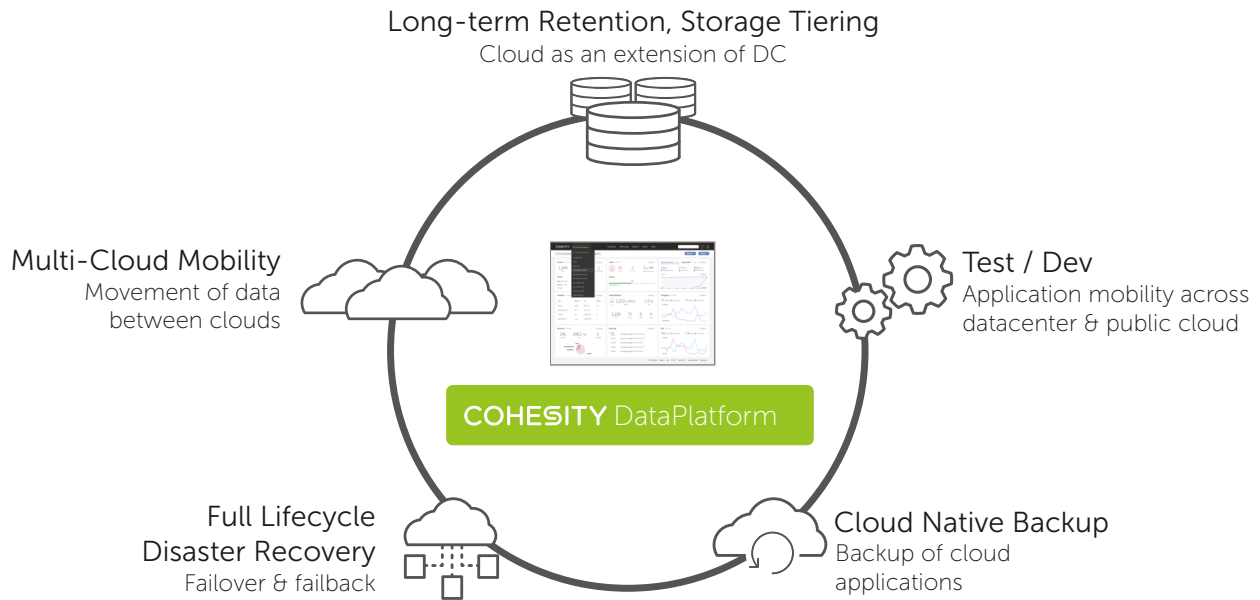 Long-term Retention, Storage Tiering
Cloud as an extension of DC
Multi-Cloud Mobility
Movement of data
between clouds
Test / Dev
Application mobility across
datacenter & public cloud
COHESITY DataPlatform
Full Lifecycle
Disaster Recovery
Failover & failback
Cloud Native Backup
Backup of cloud
applications